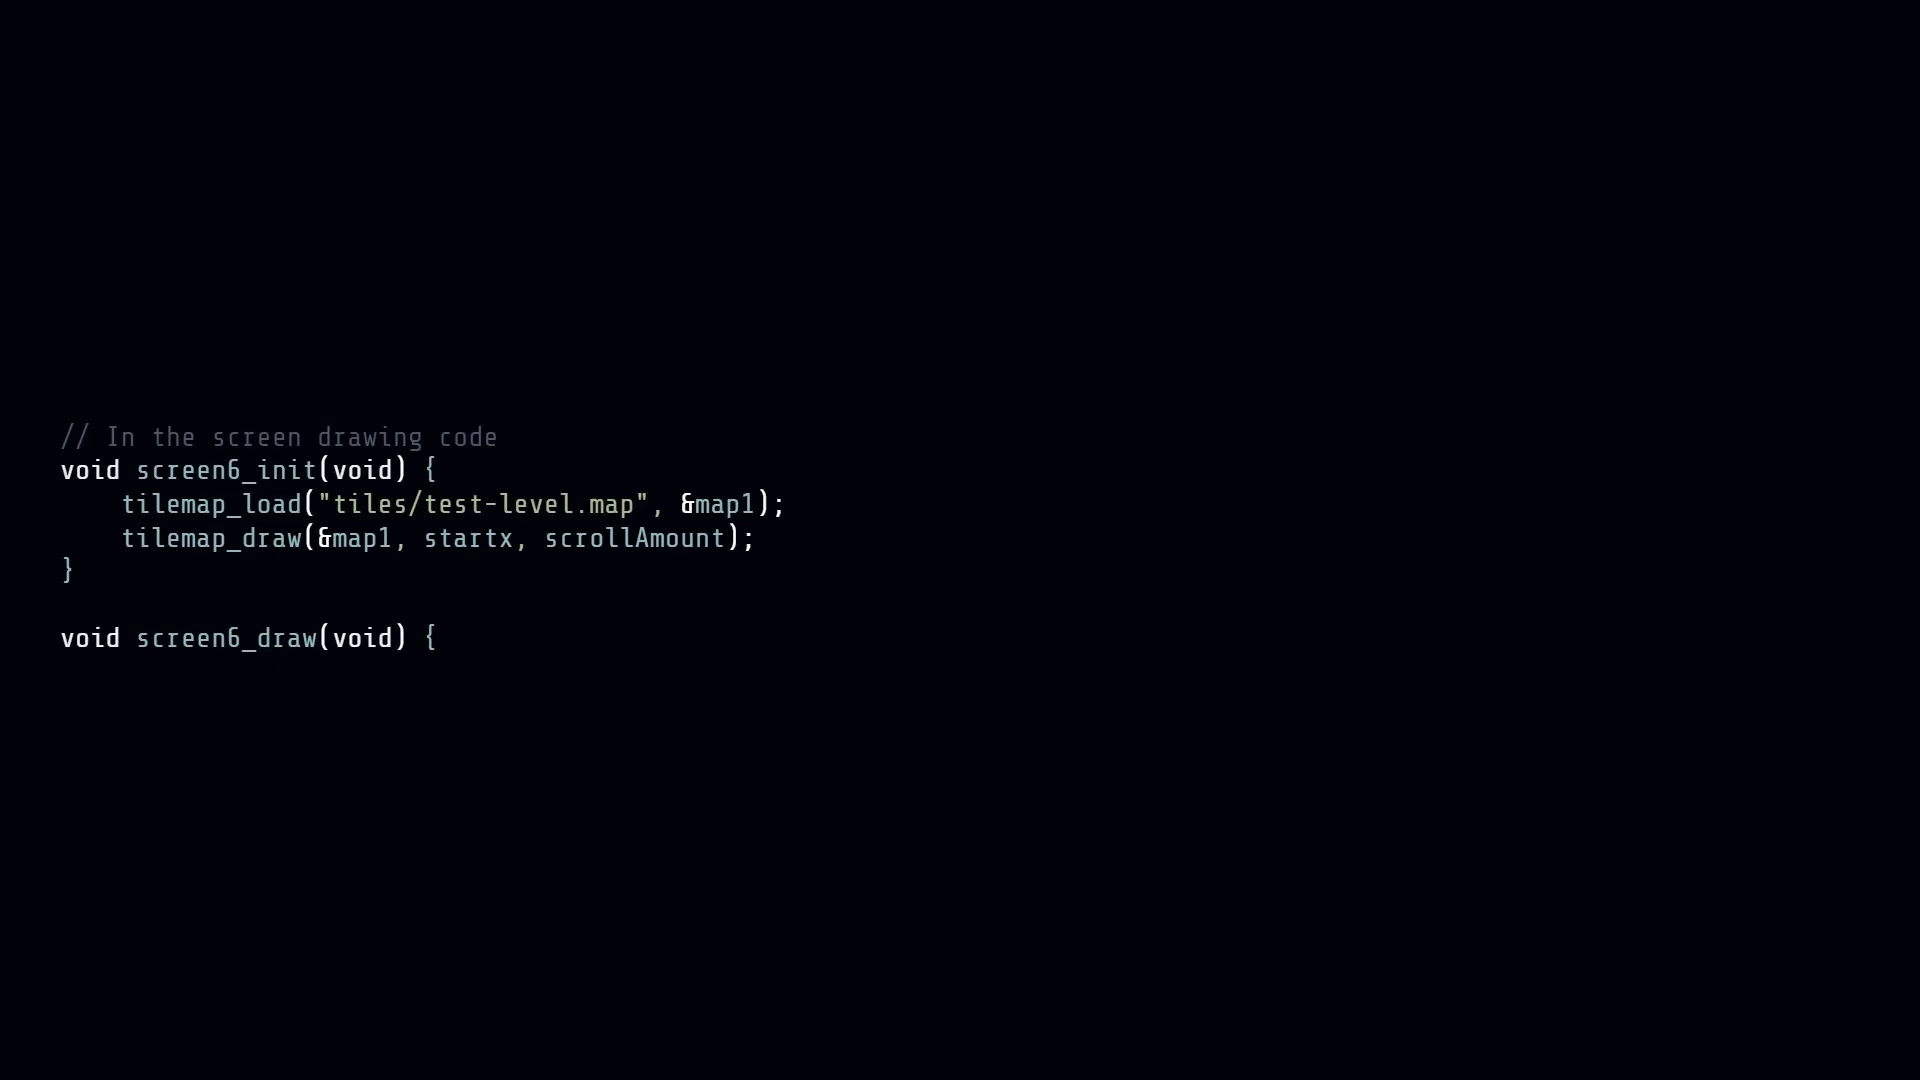 // In the screen drawing code
void screen6_init(void) {
    tilemap_load("tiles/test-level.map", &map1);
    tilemap_draw(&map1, startx, scrollAmount);
}
void screen6_draw(void) {